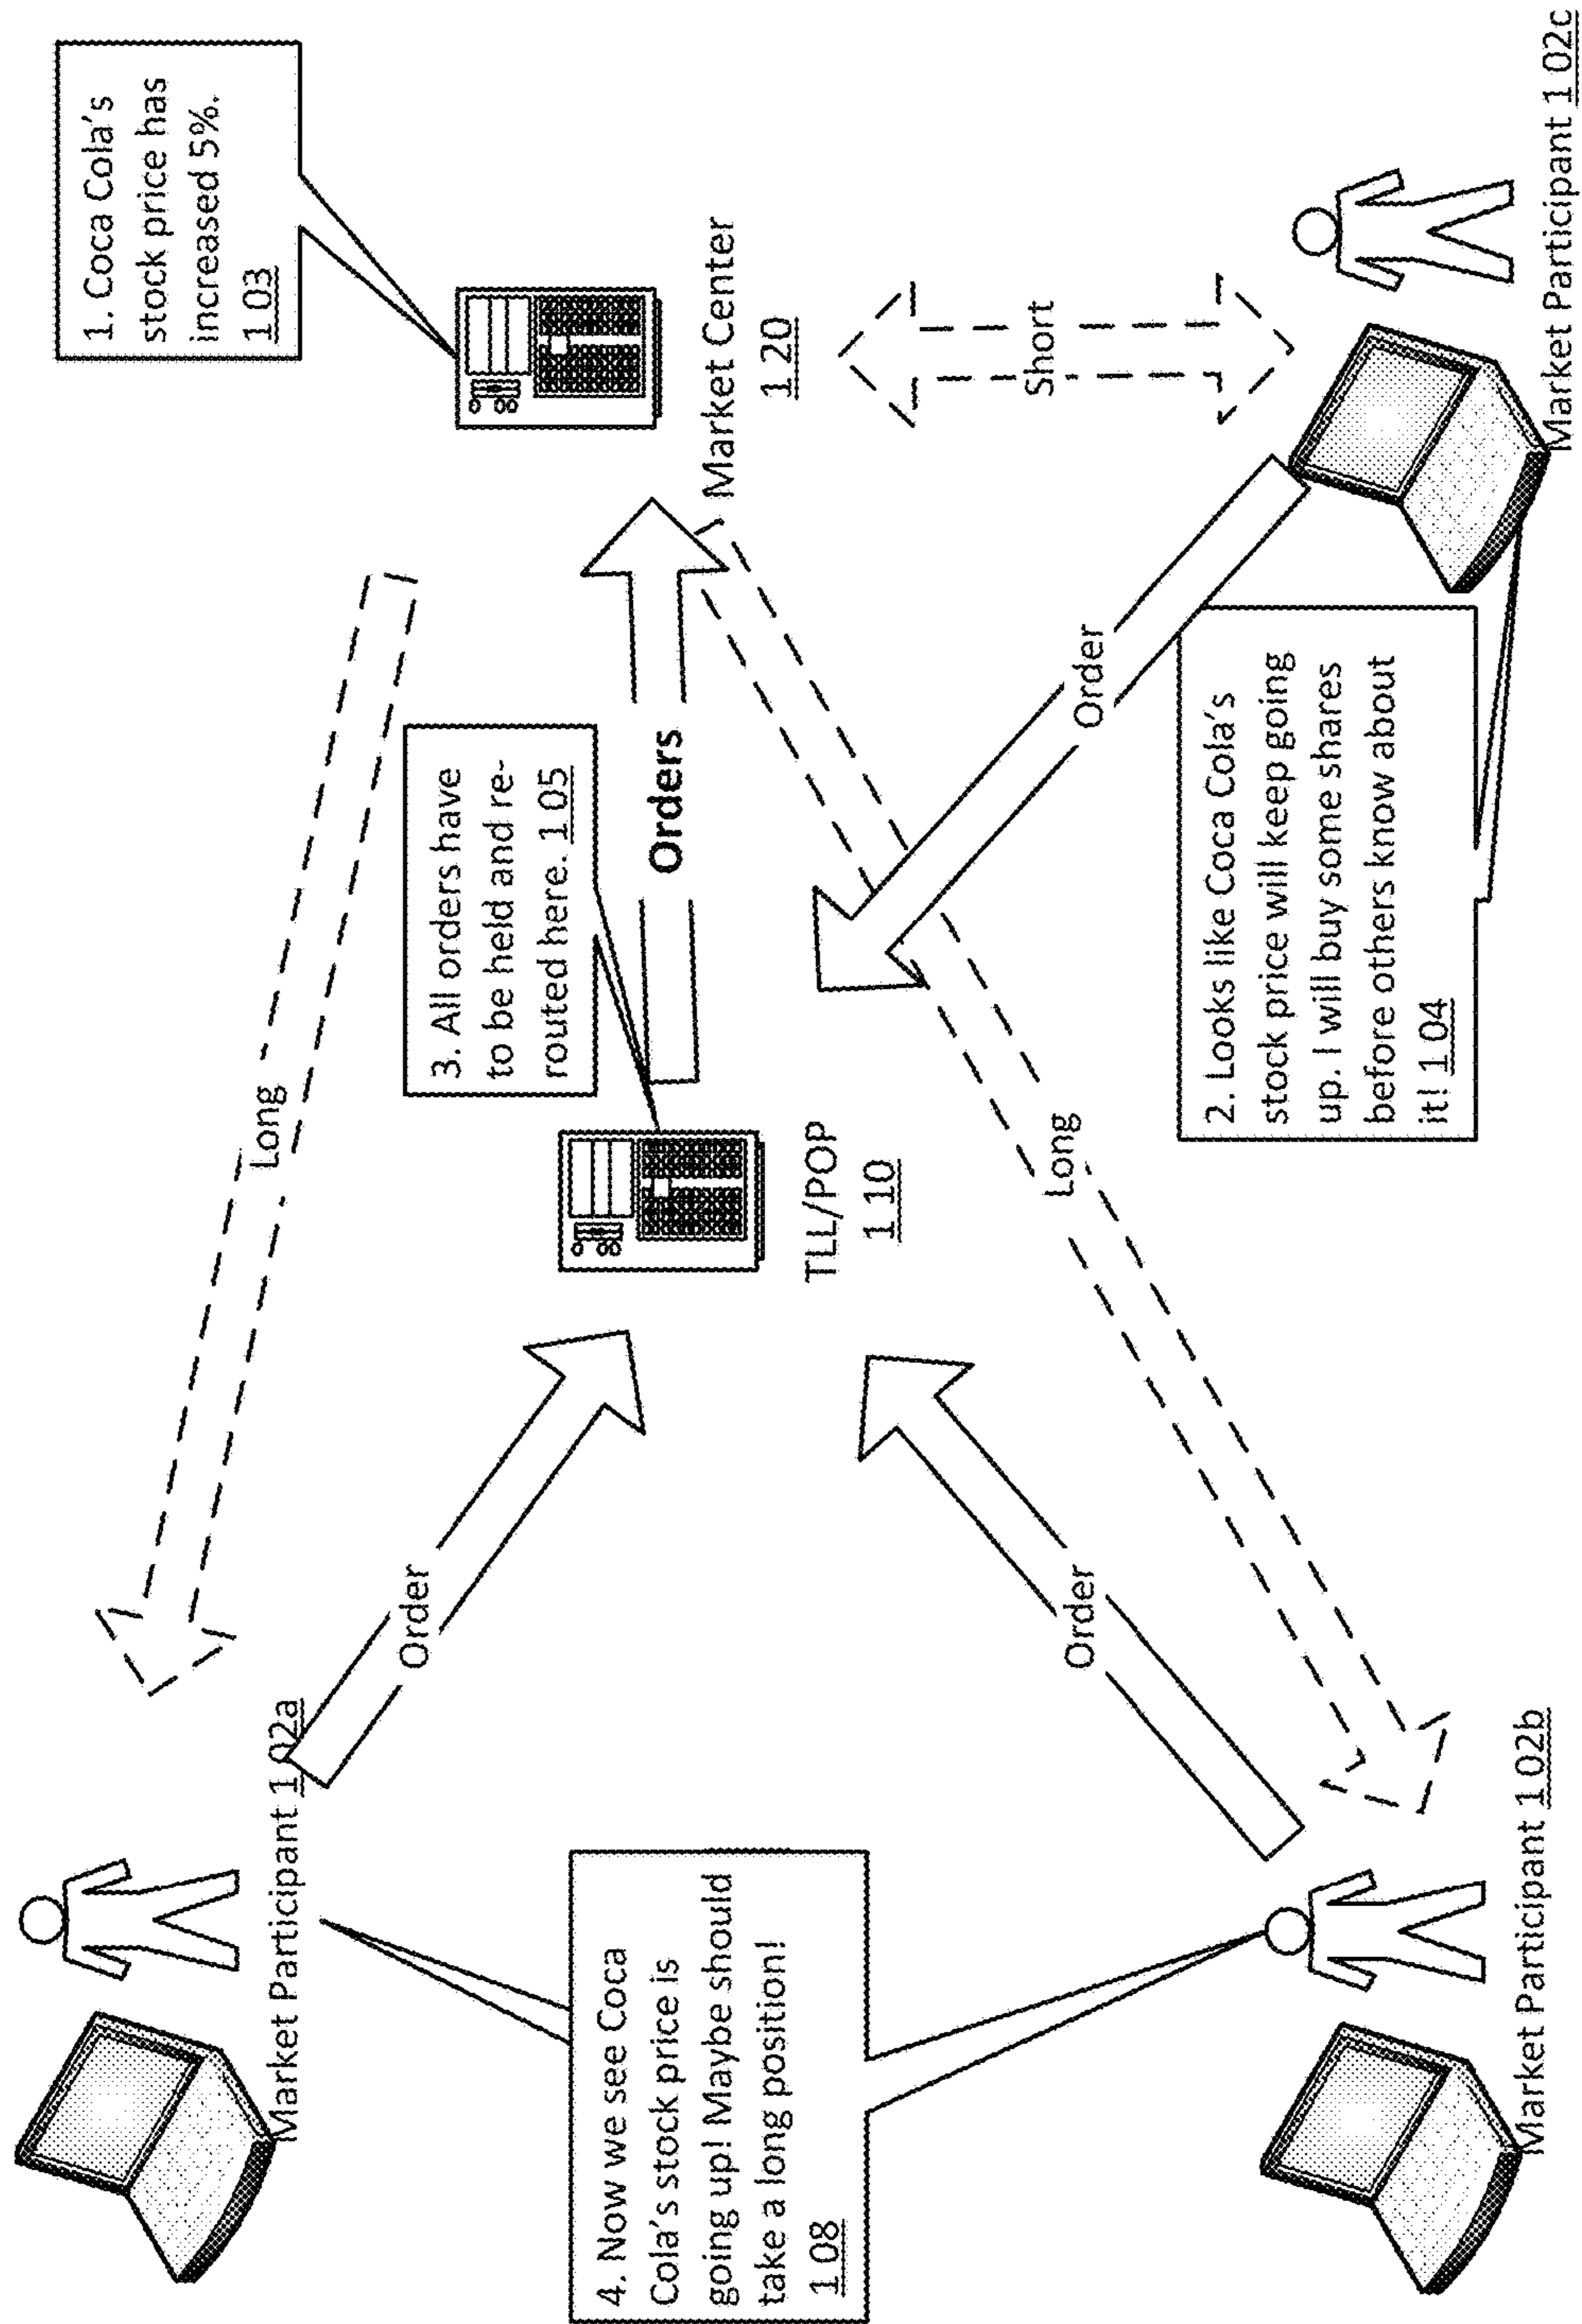 1. Coca Cola's
stock price has
increased 5%.
103
Market Center
120
Long
3. All orders have
to be held and re-
routed here. 105
Orders
TLL/POP
110
Short
Order
Long
2. Looks like Coca Cola's
stock price will keep going
up. I will buy some shares
before others know about
it! 104
Market Participant 102c
Market Participant 102a
Order
4. Now we see Coca
Cola's stock price is
going up! Maybe should
take a long position!
108
Order
Market Participant 102b